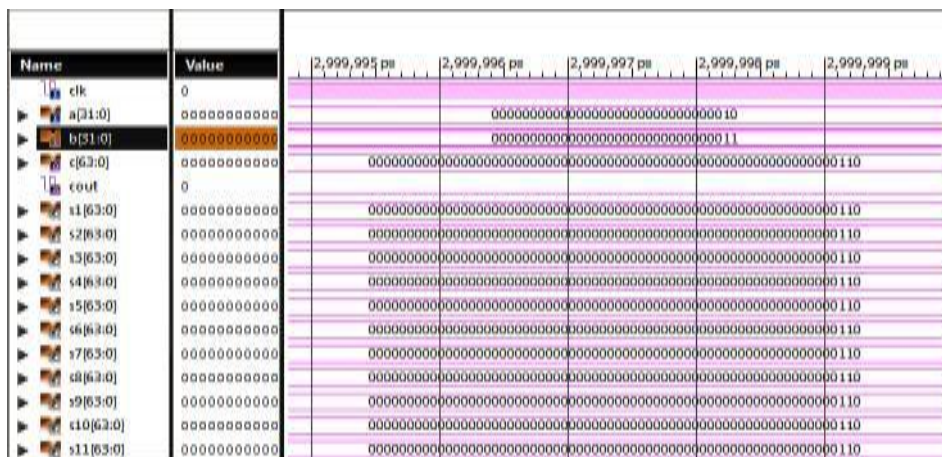 Name Value 2,999,995 ps 2,999,996 ps 2,999,997 ps 2,999,998 ps 2,999,999 ps
clk 0
a[31:0] 00000000000 00000000000000000000000000000010
b[31:0] 00000000000 00000000000000000000000000000011
c[63:0] 00000000000 0000000000000000000000000000000000000000000000000000000000000110
cout 0
s1[63:0] 00000000000 0000000000000000000000000000000000000000000000000000000000000110
s2[63:0] 00000000000 0000000000000000000000000000000000000000000000000000000000000110
s3[63:0] 00000000000 0000000000000000000000000000000000000000000000000000000000000110
s4[63:0] 00000000000 0000000000000000000000000000000000000000000000000000000000000110
s5[63:0] 00000000000 0000000000000000000000000000000000000000000000000000000000000110
s6[63:0] 00000000000 0000000000000000000000000000000000000000000000000000000000000110
s7[63:0] 00000000000 0000000000000000000000000000000000000000000000000000000000000110
s8[63:0] 00000000000 0000000000000000000000000000000000000000000000000000000000000110
s9[63:0] 00000000000 0000000000000000000000000000000000000000000000000000000000000110
s10[63:0] 00000000000 0000000000000000000000000000000000000000000000000000000000000110
s11[63:0] 00000000000 0000000000000000000000000000000000000000000000000000000000000110